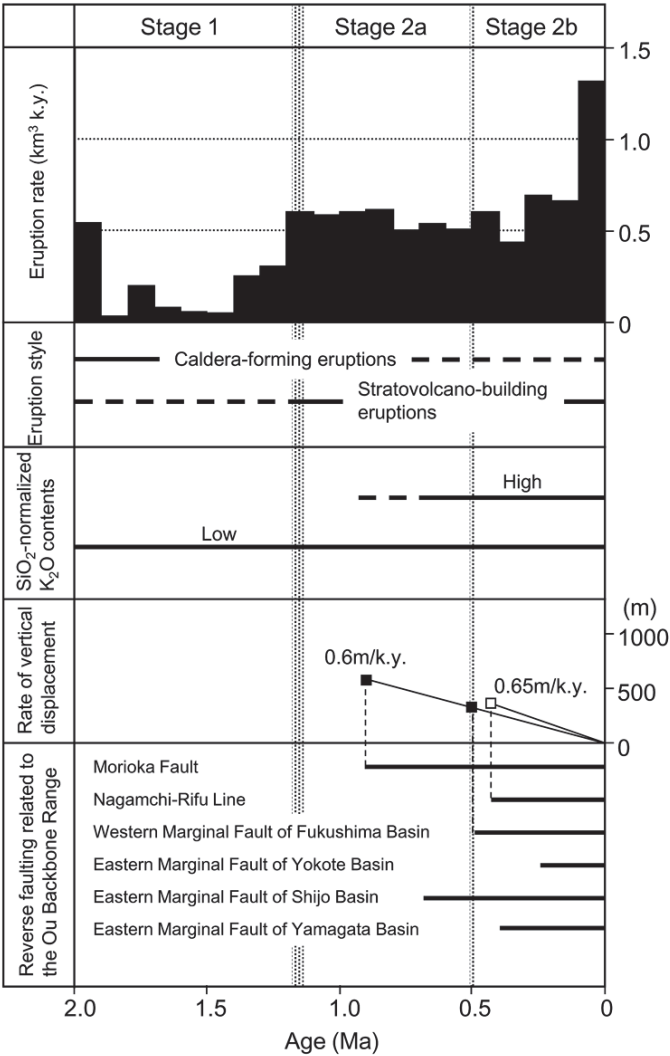 Stage 1
Stage 2a
Stage 2b
Eruption rate (km³ k.y.)
1.5
1.0
0.5
0
Eruption style
Caldera-forming eruptions
Stratovolcano-building
eruptions
SiO₂-normalized
K₂O contents
High
Low
Rate of vertical
displacement
(m)
1000
500
0
0.6m/k.y.
0.65m/k.y.
Reverse faulting related to
the Ou Backbone Range
Morioka Fault
Nagamchi-Rifu Line
Western Marginal Fault of Fukushima Basin
Eastern Marginal Fault of Yokote Basin
Eastern Marginal Fault of Shijo Basin
Eastern Marginal Fault of Yamagata Basin
2.0
1.5
1.0
0.5
0
Age (Ma)